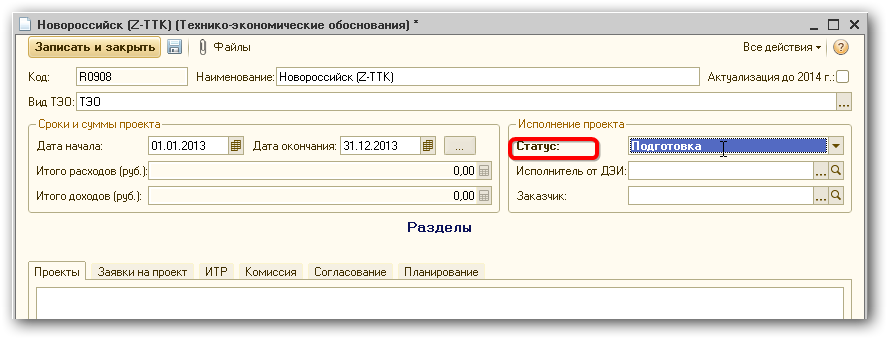 Новороссийск (Z-ТТК) (Технико-экономические обоснования) *
Записать и закрыть Файлы Все действия ?
Код: R0908 Наименование: Новороссийск (Z-ТТК) Актуализация до 2014 г.:
Вид ТЭО: ТЭО ...
Сроки и суммы проекта Исполнение проекта
Дата начала: 01.01.2013 Дата окончания: 31.12.2013 ... Статус: Подготовка
Итого расходов (руб.): 0,00 Исполнитель от ДЗИ: ...
Итого доходов (руб.): 0,00 Заказчик: ...
Разделы
Проекты Заявки на проект ИТР Комиссия Согласование Планирование